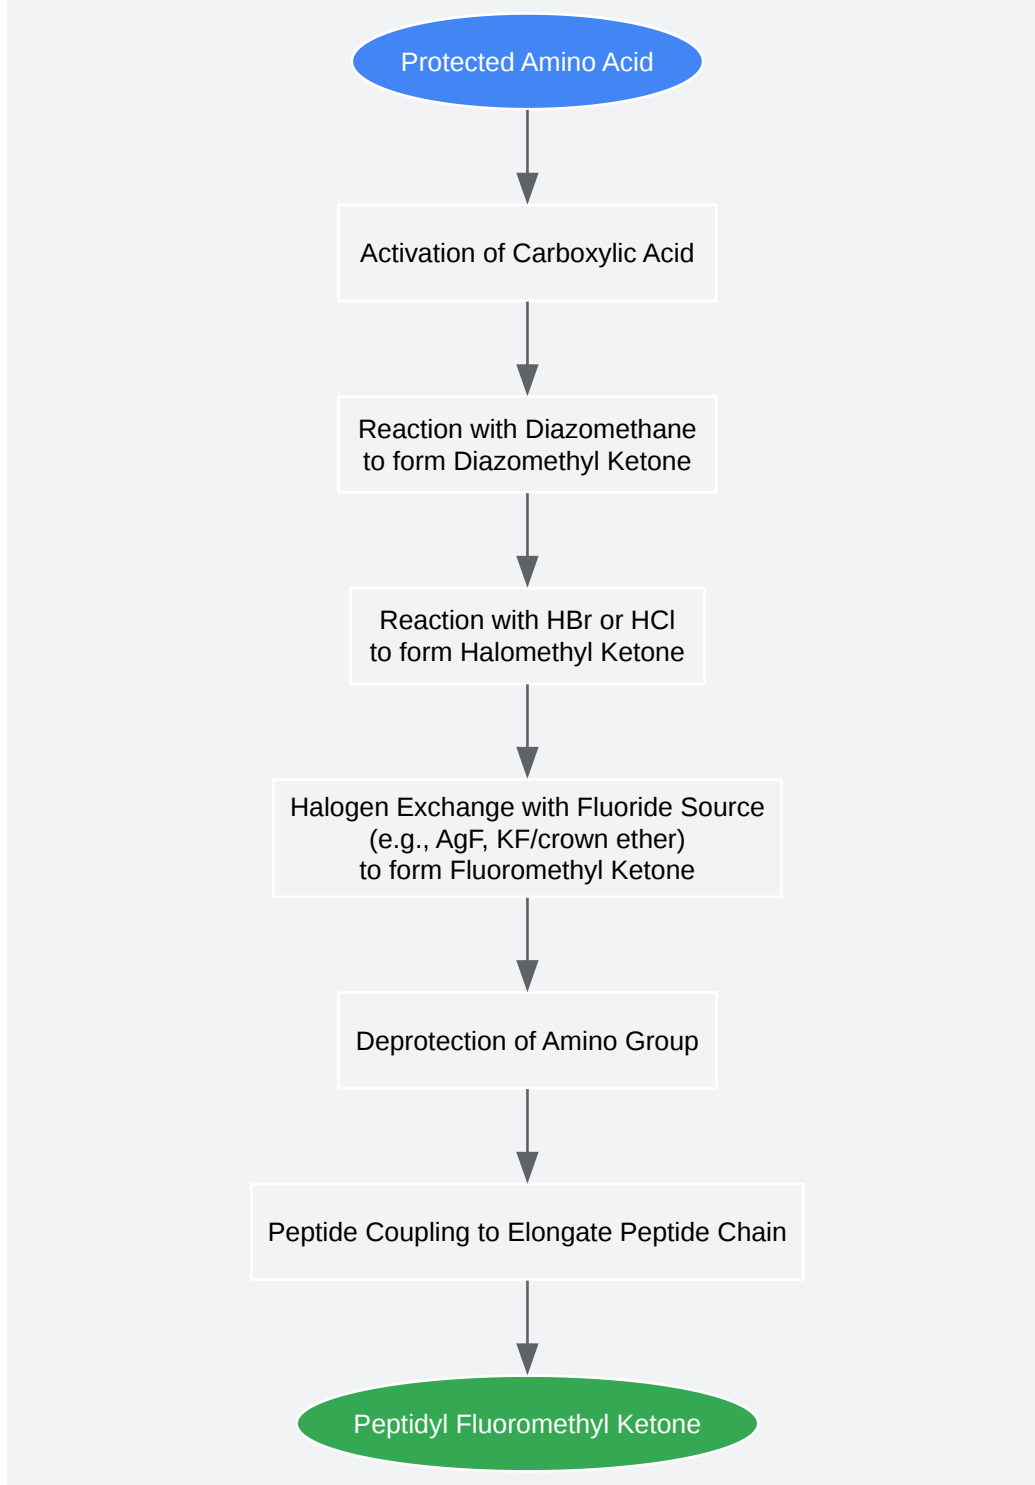 Protected Amino Acid
Activation of Carboxylic Acid
Reaction with Diazomethane
to form Diazomethyl Ketone
Reaction with HBr or HCl
to form Halomethyl Ketone
Halogen Exchange with Fluoride Source
(e.g., AgF, KF/crown ether)
to form Fluoromethyl Ketone
Deprotection of Amino Group
Peptide Coupling to Elongate Peptide Chain
Peptidyl Fluoromethyl Ketone